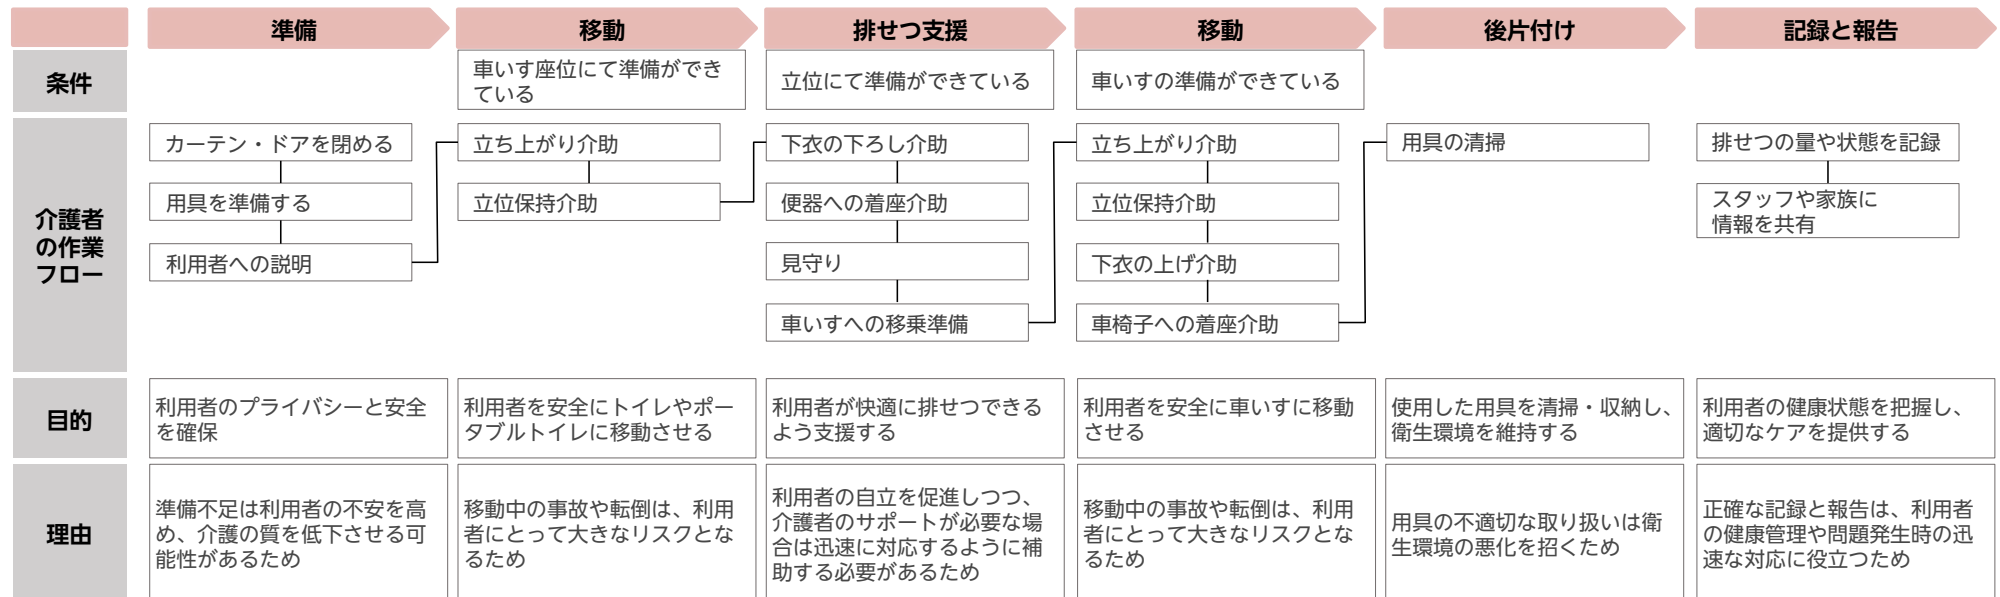 準備
移動
排せつ支援
移動
後片付け
記録と報告
条件
車いす座位にて準備ができ
ている
立位にて準備ができている
車いすの準備ができている
介護者
の作業
フロー
カーテン・ドアを閉める
用具を準備する
利用者への説明
立ち上がり介助
立位保持介助
下衣の下ろし介助
便器への着座介助
見守り
車いすへの移乗準備
立ち上がり介助
立位保持介助
下衣の上げ介助
車椅子への着座介助
用具の清掃
排せつの量や状態を記録
スタッフや家族に
情報を共有
目的
利用者のプライバシーと安全
を確保
利用者を安全にトイレやポー
タブルトイレに移動させる
利用者が快適に排せつできる
よう支援する
利用者を安全に車いすに移動
させる
使用した用具を清掃・収納し、
衛生環境を維持する
利用者の健康状態を把握し、
適切なケアを提供する
理由
準備不足は利用者の不安を高
め、介護の質を低下させる可
能性があるため
移動中の事故や転倒は、利用
者にとって大きなリスクとな
るため
利用者の自立を促進しつつ、
介護者のサポートが必要な場
合は迅速に対応するように補
助する必要があるため
移動中の事故や転倒は、利用
者にとって大きなリスクとな
るため
用具の不適切な取り扱いは衛
生環境の悪化を招くため
正確な記録と報告は、利用者
の健康管理や問題発生時の迅
速な対応に役立つため